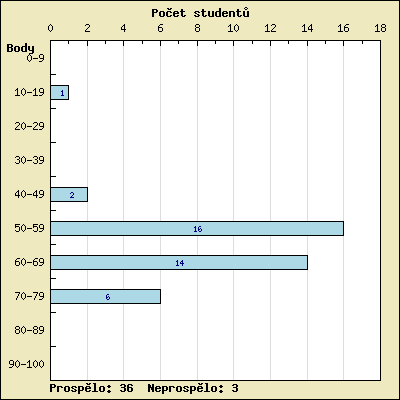 Počet studentů
0 2 4 6 8 10 12 14 16 18
Body
0-9
10-19 1
20-29
30-39
40-49 2
50-59 16
60-69 14
70-79 6
80-89
90-100
Prospělo: 36 Neprospělo: 3